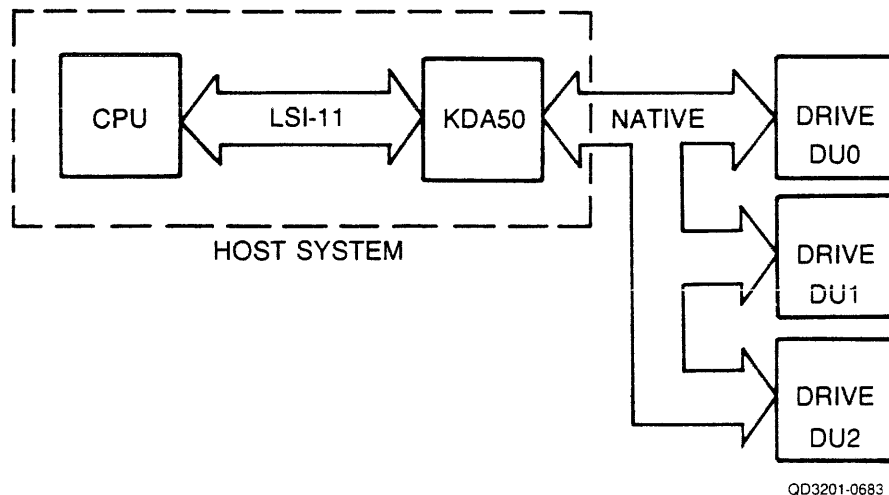 CPU
LSI-11
KDA50
NATIVE
DRIVE
DU0
HOST SYSTEM
DRIVE
DU1
DRIVE
DU2
QD3201-0683